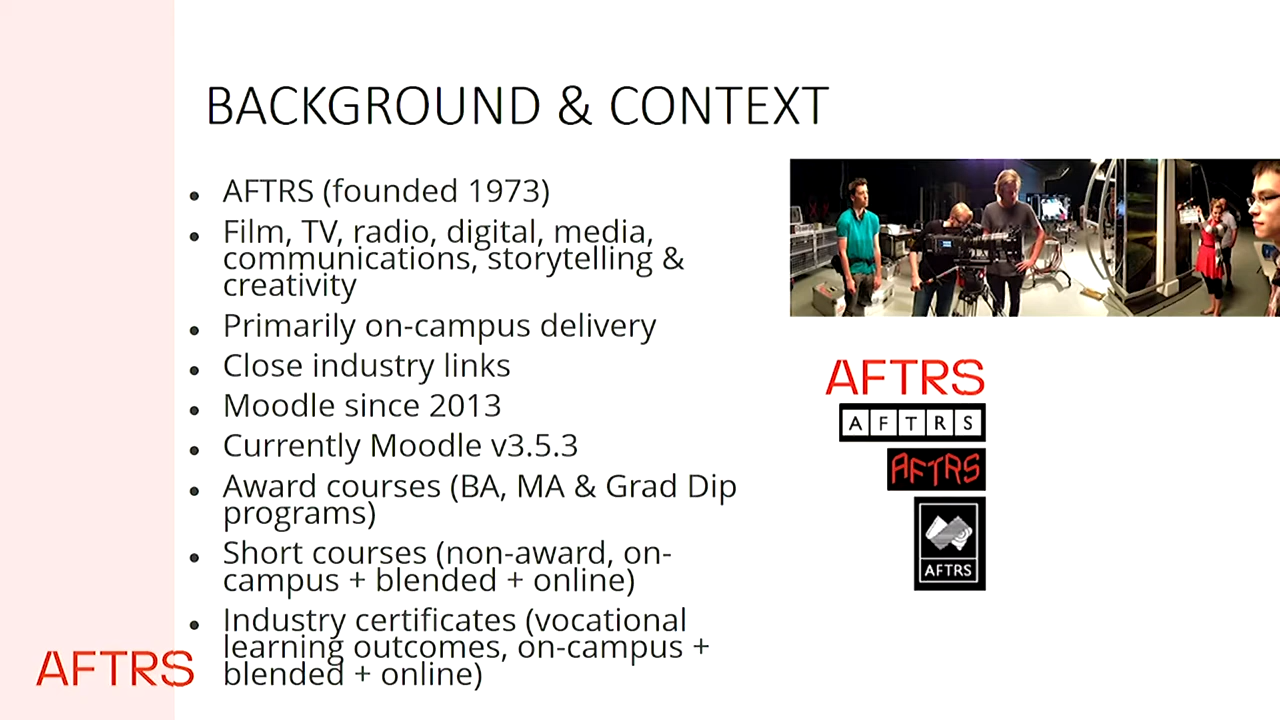 BACKGROUND & CONTEXT
AFTRS (founded 1973)
Film, TV, radio, digital, media,
communications, storytelling &
creativity
Primarily on-campus delivery
Close industry links
Moodle since 2013
Currently Moodle v3.5.3
Award courses (BA, MA & Grad Dip
programs)
Short courses (non-award, on-
campus + blended + online)
Industry certificates (vocational
learning outcomes, on-campus +
blended + online)
AFTRS
AFTRS
AFTRS
AFTRS
AFTRS